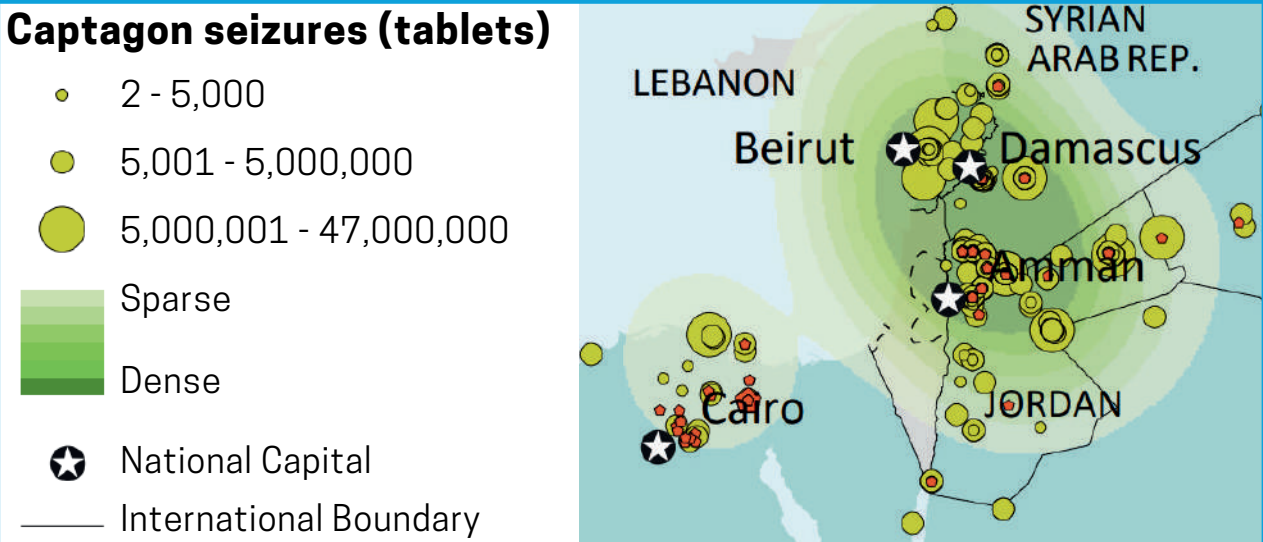 Captagon seizures (tablets)
2 - 5,000
5,001 - 5,000,000
5,000,001 - 47,000,000
Sparse
Dense
National Capital
International Boundary
SYRIAN
ARAB REP.
LEBANON
Beirut
Damascus
Amman
Cairo
JORDAN